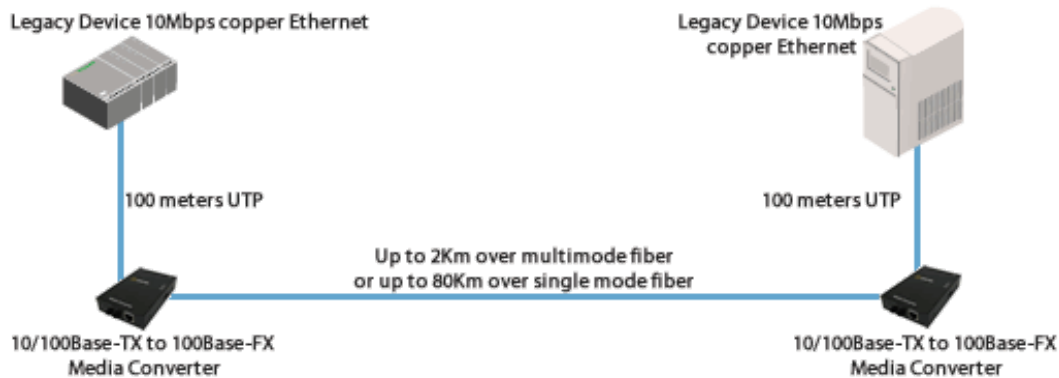 Legacy Device 10Mbps copper Ethernet
Legacy Device 10Mbps
copper Ethernet
100 meters UTP
100 meters UTP
Up to 2Km over multimode fiber
or up to 80Km over single mode fiber
10/100Base-TX to 100Base-FX
Media Converter
10/100Base-TX to 100Base-FX
Media Converter